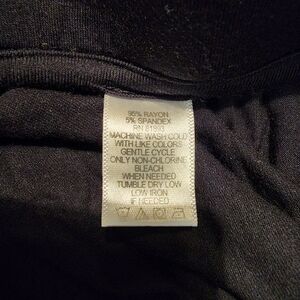 95% RAYON
5% SPANDEX
RN 81993
MACHINE WASH COLD
WITH LIKE COLORS
GENTLE CYCLE
ONLY NON-CHLORINE
BLEACH
WHEN NEEDED
TUMBLE DRY LOW
LOW IRON
IF NEEDED